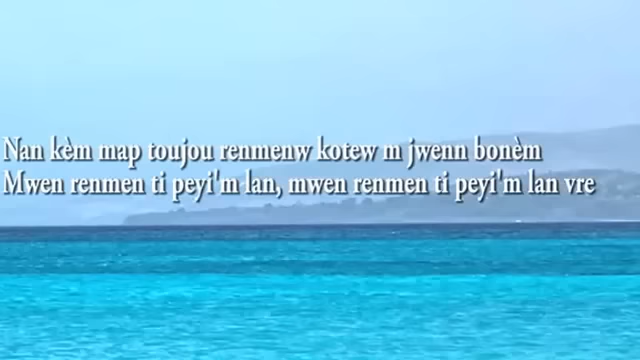 Nan kèm map toujou renmenw kotew m jwenn bonèm
Mwen renmen ti peyi'm lan, mwen renmen ti peyi'm lan vre